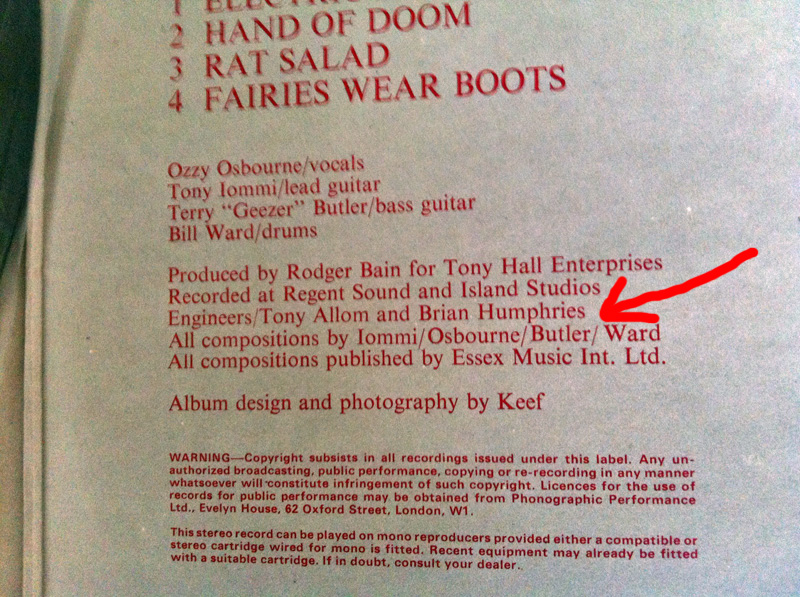 1 ELECTRIC
2 HAND OF DOOM
3 RAT SALAD
4 FAIRIES WEAR BOOTS
Ozzy Osbourne/vocals
Tony Iommi/lead guitar
Terry "Geezer" Butler/bass guitar
Bill Ward/drums
Produced by Rodger Bain for Tony Hall Enterprises
Recorded at Regent Sound and Island Studios
Engineers/Tony Allom and Brian Humphries
All compositions by Iommi/Osbourne/Butler/ Ward
All compositions published by Essex Music Int. Ltd.
Album design and photography by Keef
WARNING—Copyright subsists in all recordings issued under this label. Any un-
authorized broadcasting, public performance, copying or re-recording in any manner
whatsoever will constitute infringement of such copyright. Licences for the use of
records for public performance may be obtained from Phonographic Performance
Ltd., Evelyn House, 62 Oxford Street, London, W1.
This stereo record can be played on mono reproducers provided either a compatible or
stereo cartridge wired for mono is fitted. Recent equipment may already be fitted
with a suitable cartridge. If in doubt, consult your dealer.